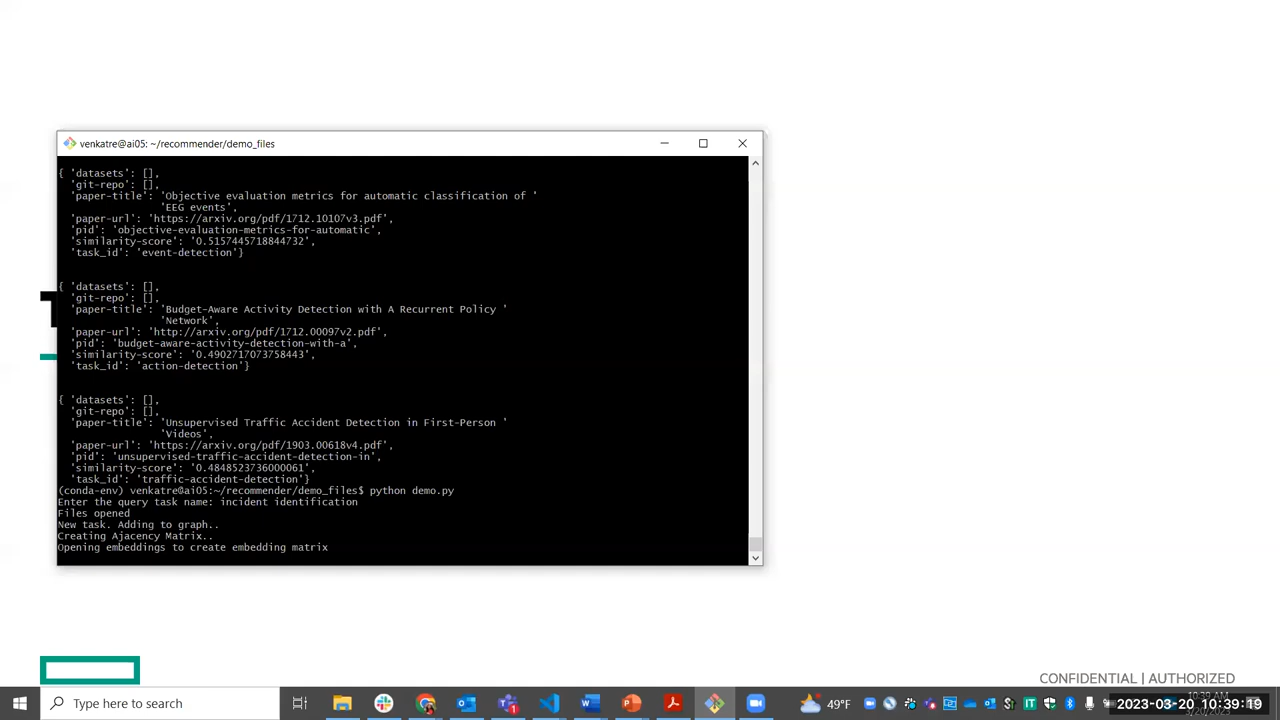 venkatre@ai05: ~/recommender/demo_files
{ 'datasets': [],
'git-repo': [],
'paper-title': 'Objective evaluation metrics for automatic classification of '
'EEG events',
'paper-url': 'https://arxiv.org/pdf/1712.10107v3.pdf',
'pid': 'objective-evaluation-metrics-for-automatic',
'similarity-score': '0.5157445718844732',
'task_id': 'event-detection'}
{ 'datasets': [],
'git-repo': [],
'paper-title': 'Budget-Aware Activity Detection with A Recurrent Policy '
'Network',
'paper-url': 'http://arxiv.org/pdf/1712.00097v2.pdf',
'pid': 'budget-aware-activity-detection-with-a',
'similarity-score': '0.4902717073758443',
'task_id': 'action-detection'}
{ 'datasets': [],
'git-repo': [],
'paper-title': 'Unsupervised Traffic Accident Detection in First-Person '
'Videos',
'paper-url': 'https://arxiv.org/pdf/1903.00618v4.pdf',
'pid': 'unsupervised-traffic-accident-detection-in',
'similarity-score': '0.4848523736000061',
'task_id': 'traffic-accident-detection'}
(conda-env) venkatre@ai05:~/recommender/demo_files$ python demo.py
Enter the query task name: incident identification
Files opened
New task. Adding to graph..
Creating Ajacency Matrix..
Opening embeddings to create embedding matrix
CONFIDENTIAL | AUTHORIZED
Type here to search
49°F
10:39 AM
2023-03-20 10:39:19